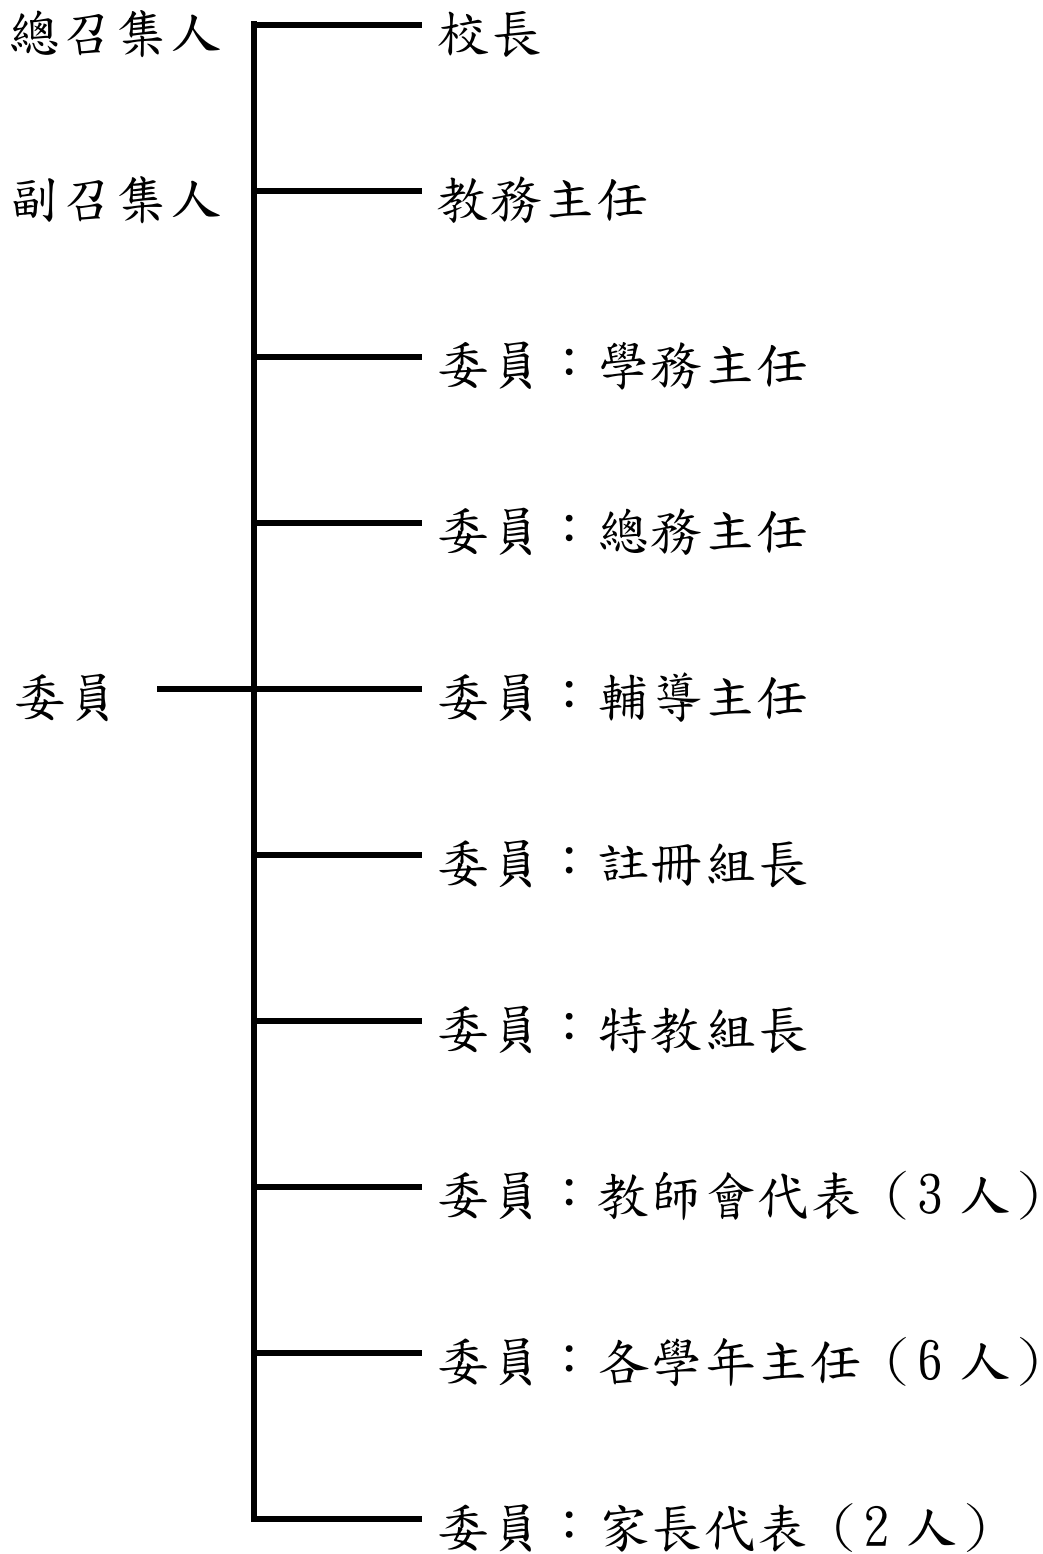 總召集人 校長
副召集人 教務主任
委員：學務主任
委員：總務主任
委員 委員：輔導主任
委員：註冊組長
委員：特教組長
委員：教師會代表（3 人）
委員：各學年主任（6 人）
委員：家長代表（2 人）